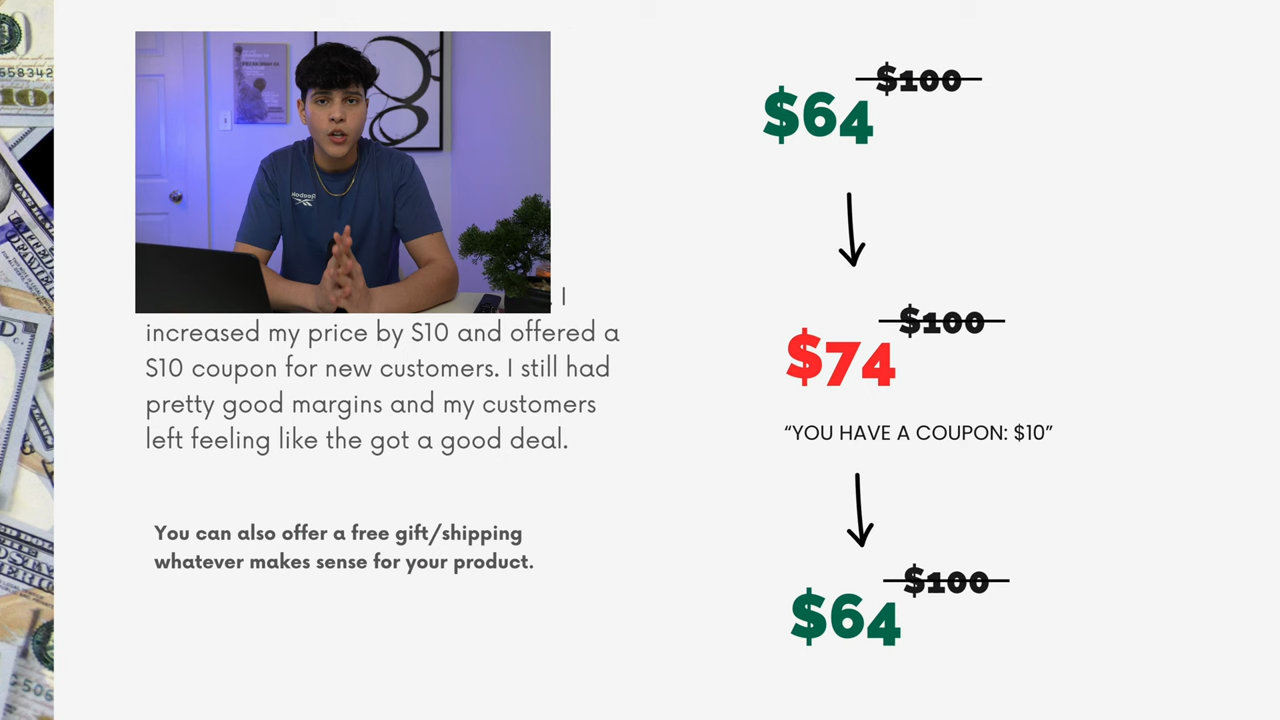 . I
increased my price by $10 and offered a
$10 coupon for new customers. I still had
pretty good margins and my customers
left feeling like the got a good deal.
You can also offer a free gift/shipping
whatever makes sense for your product.
$100
$64
$100
$74
“YOU HAVE A COUPON: $10”
$100
$64